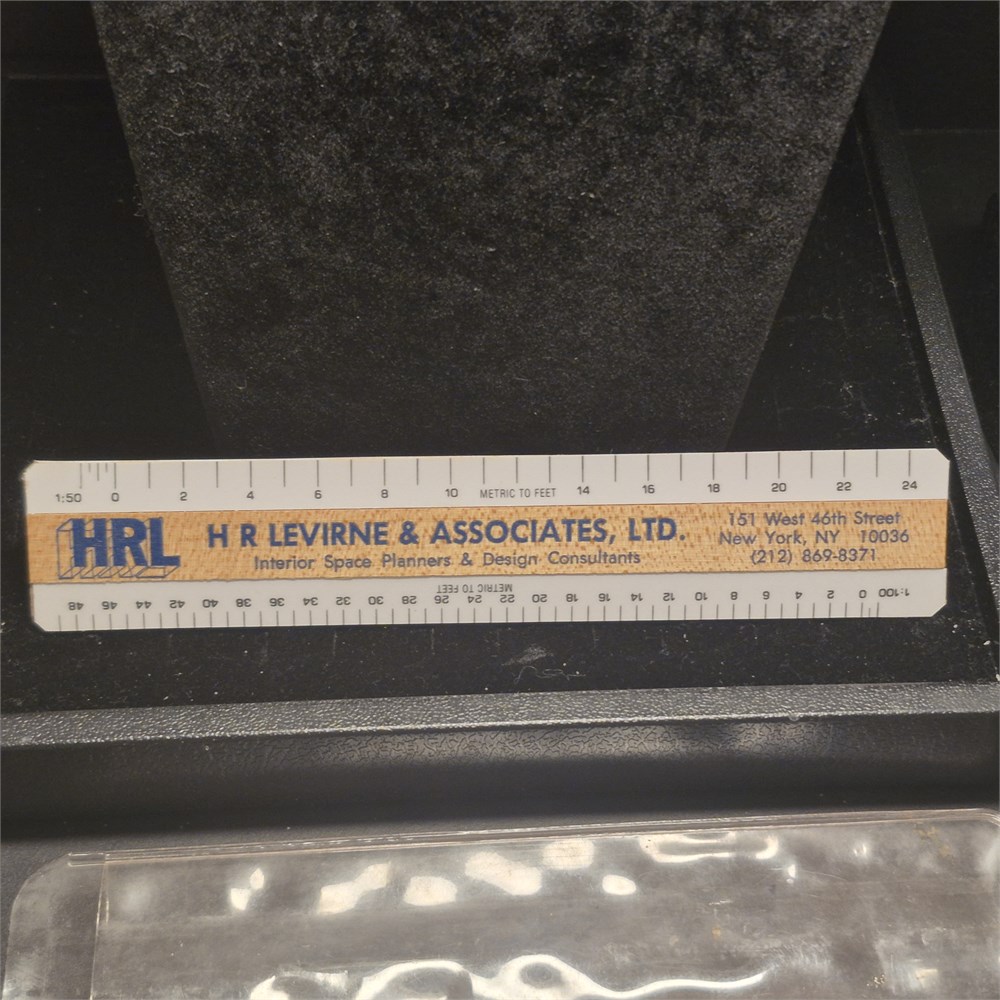 1:50 0 2 4 6 8 10 METRIC TO FEET 14 16 18 20 22 24
HRL
H R LEVIRNE & ASSOCIATES, LTD.
Interior Space Planners & Design Consultants
151 West 46th Street
New York, NY 10036
(212) 869-8371
1:100 0 2 4 6 8 10 12 14 16 18 20 22 24 26 28 30 32 34 36 38 40 42 44 46 48
METRIC TO FEET